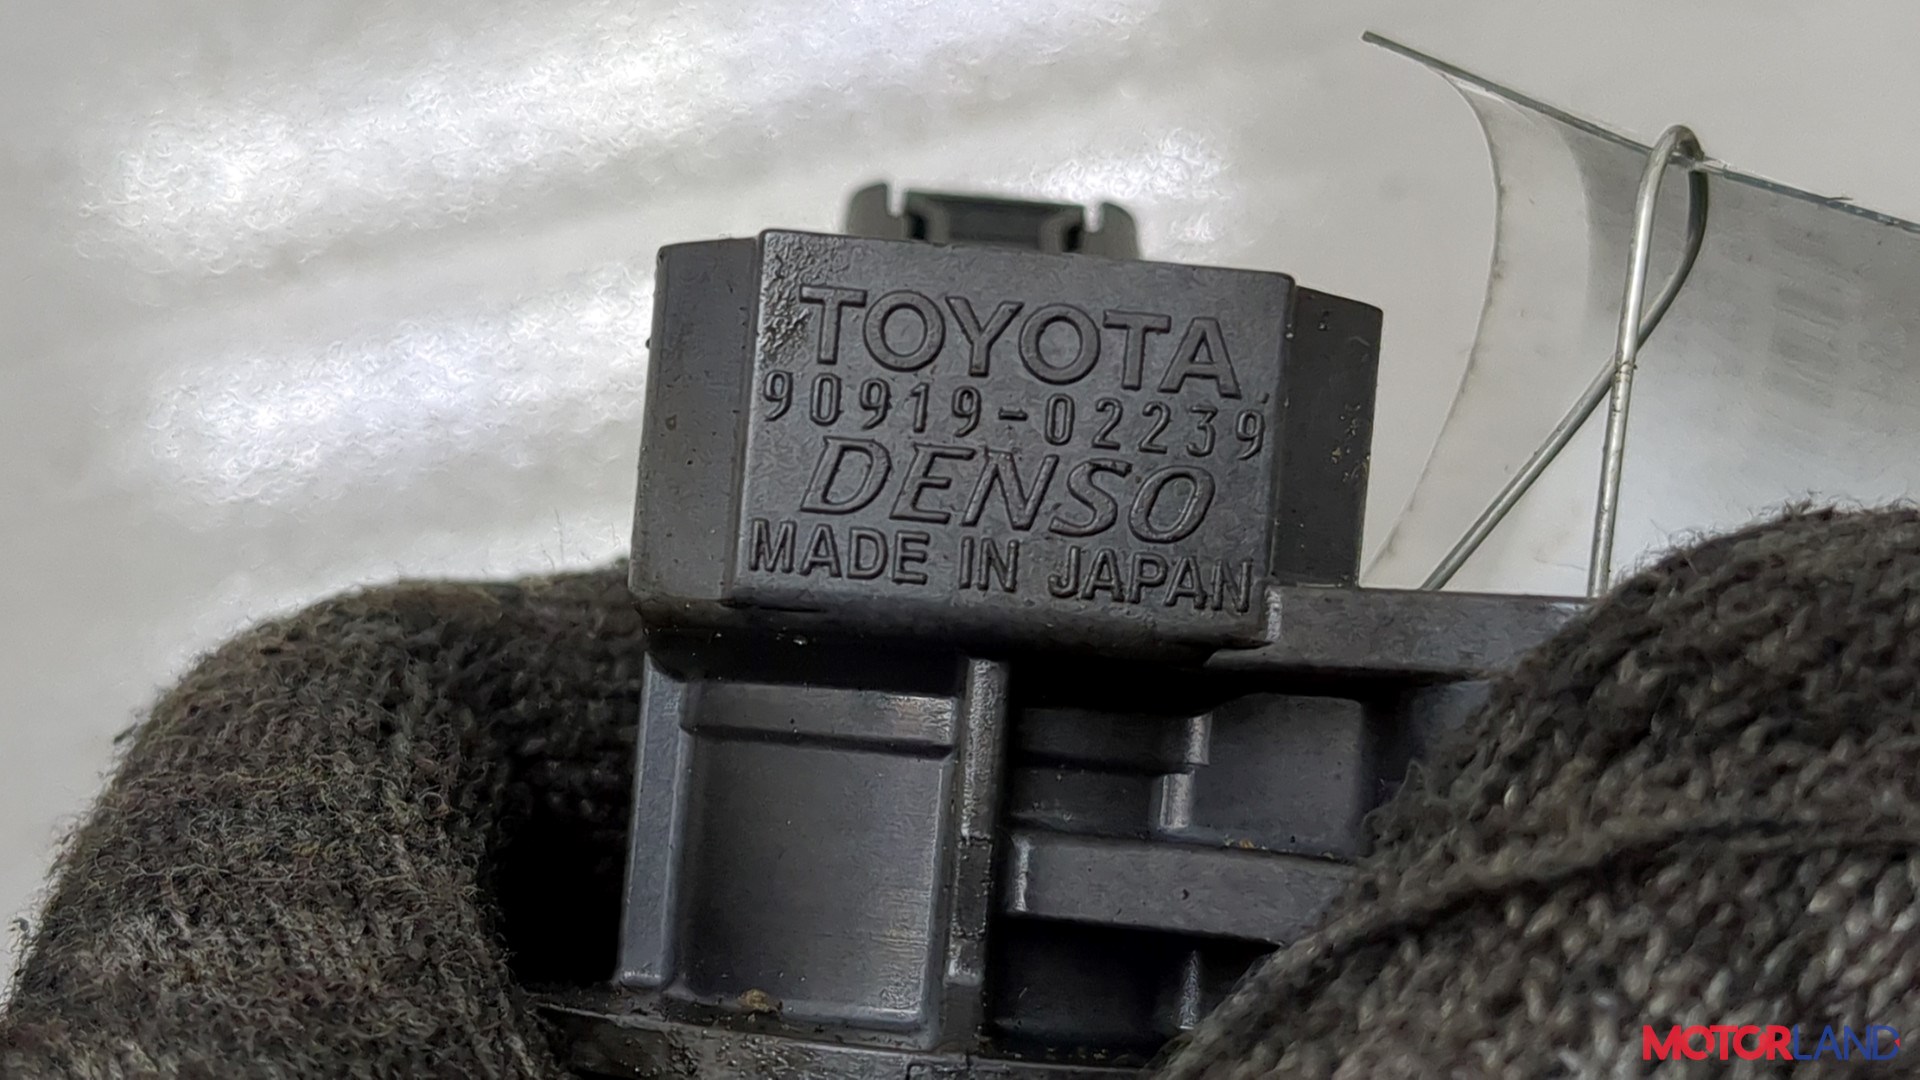 TOYOTA
90919-02239
DENSO
MADE IN JAPAN
MOTORLAND